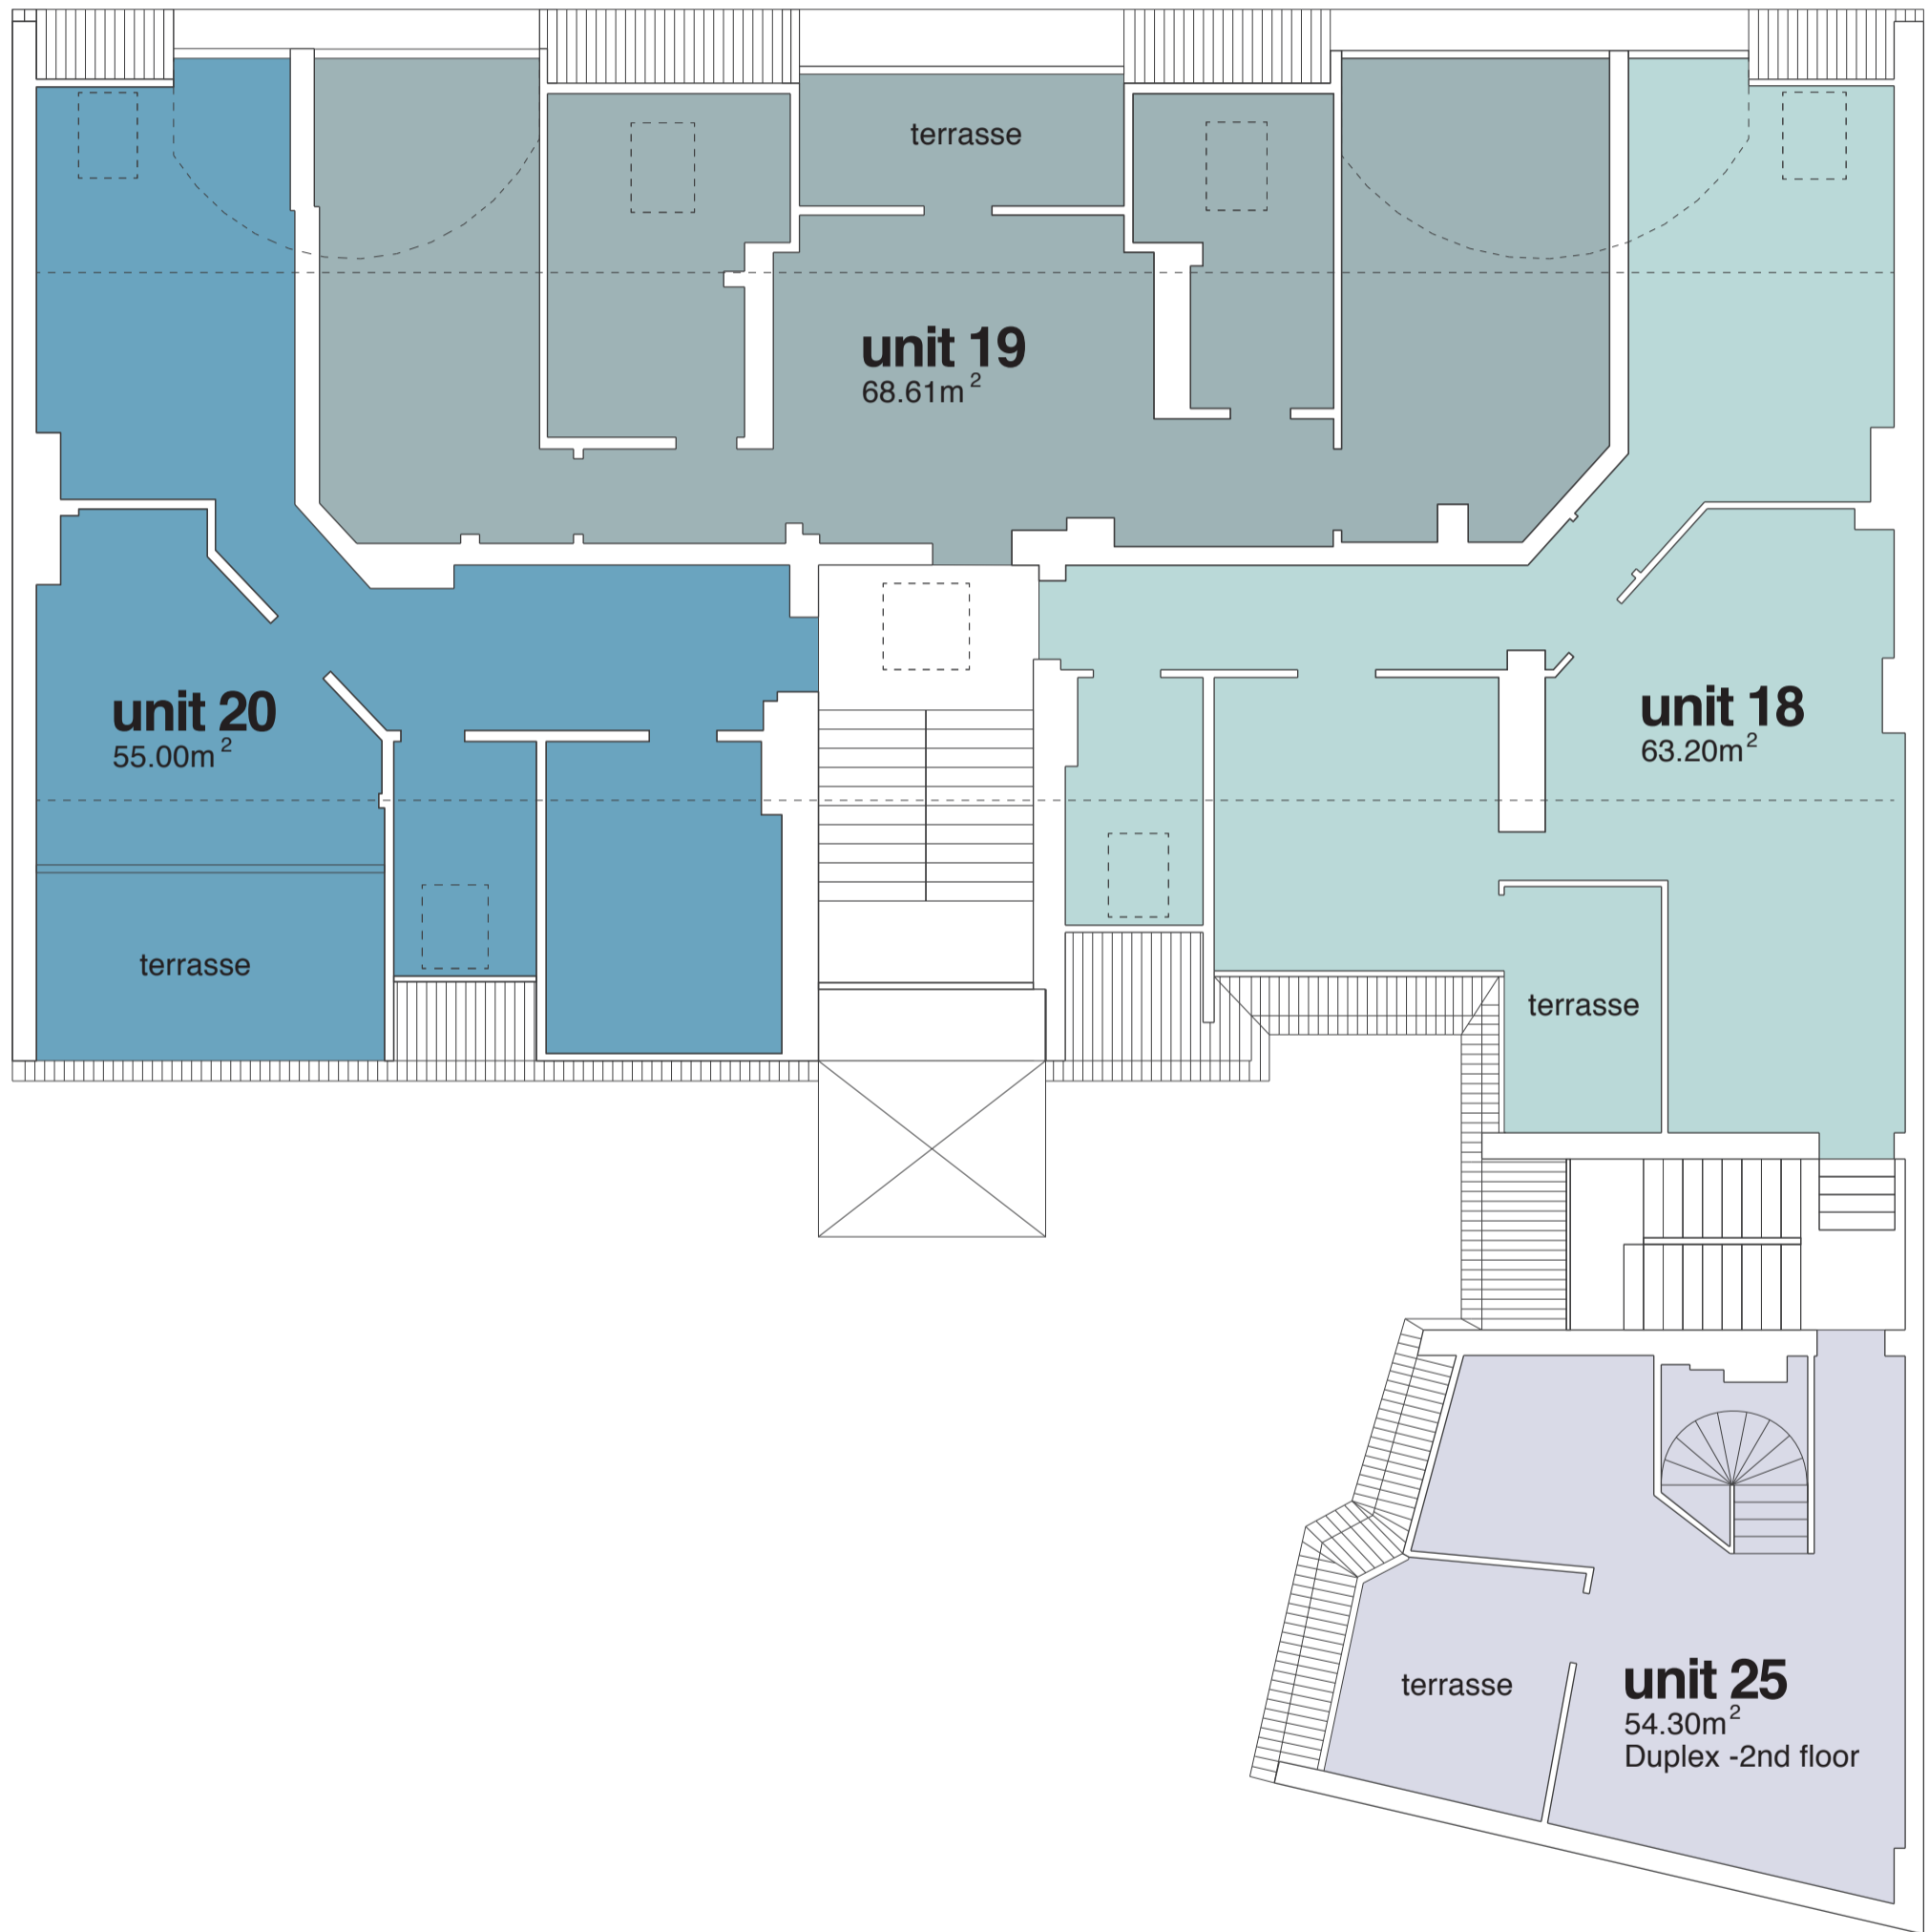 terrasse
unit 19
68.61m²
unit 20
55.00m²
unit 18
63.20m²
terrasse
terrasse
unit 25
54.30m²
Duplex -2nd floor
terrasse